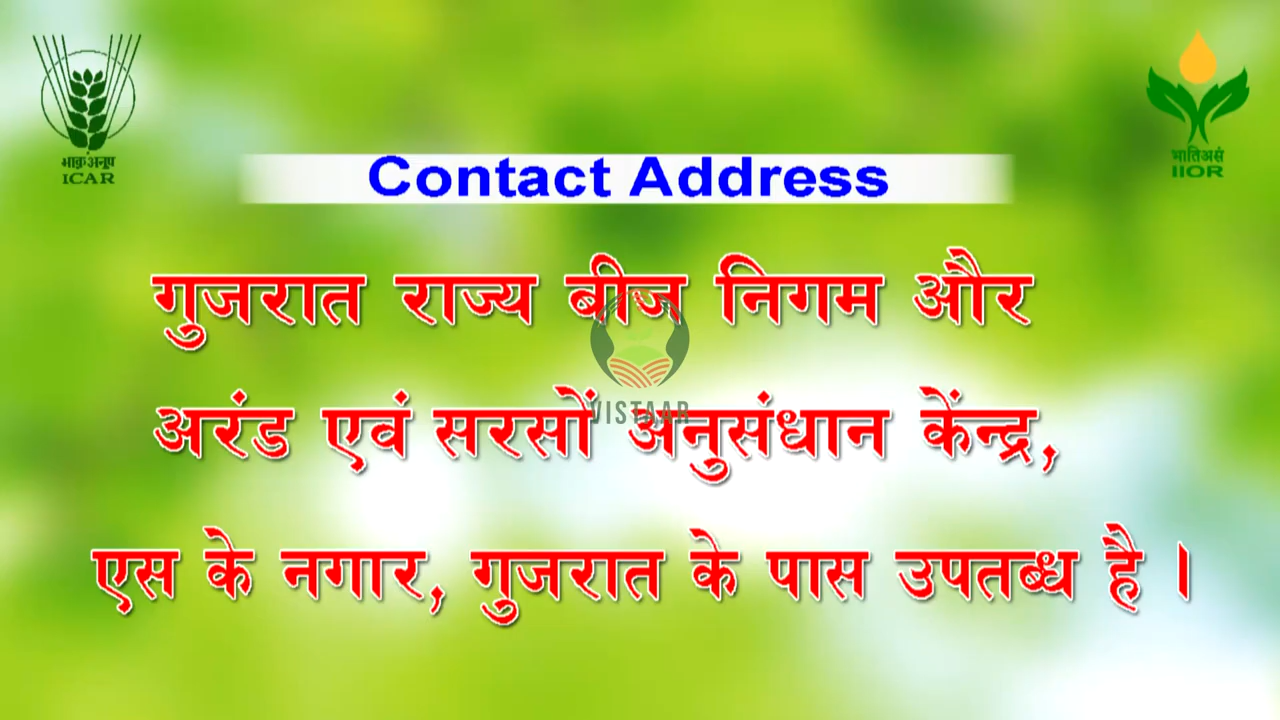 भाकृअनुप
ICAR
भातिअसं
IIOR
Contact Address
गुजरात राज्य बीज निगम और
VISTAAR
अरंड एवं सरसों अनुसंधान केंन्द्र,
एस के नगार, गुजरात के पास उपतब्ध है ।